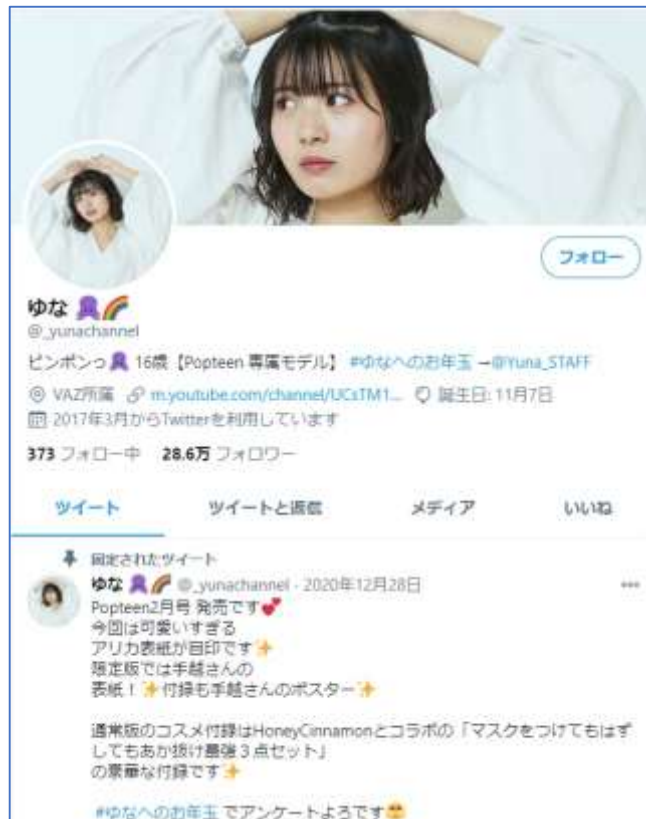 フォロー
ゆな
@_yunachannel
ピンポンっ 16歳【Popteen 専属モデル】 #ゆなへのお年玉 →@Yuna_STAFF
VAZ所属 m.youtube.com/channel/UCsTM1... 誕生日: 11月7日
2017年3月からTwitterを利用しています
373 フォロー中 28.6万 フォロワー
ツイート ツイートと返信 メディア いいね
固定されたツイート
ゆな @_yunachannel · 2020年12月28日
Popteen2月号 発売です💕
今回は可愛いすぎる
アリカ表紙が目印です✨
限定版では手越さんの
表紙！✨付録も手越さんのポスター✨
通常版のコスメ付録はHoneyCinnamonとコラボの「マスクをつけてもはず
してもあか抜け最強３点セット」
の豪華な付録です✨
#ゆなへのお年玉 でアンケートよろです